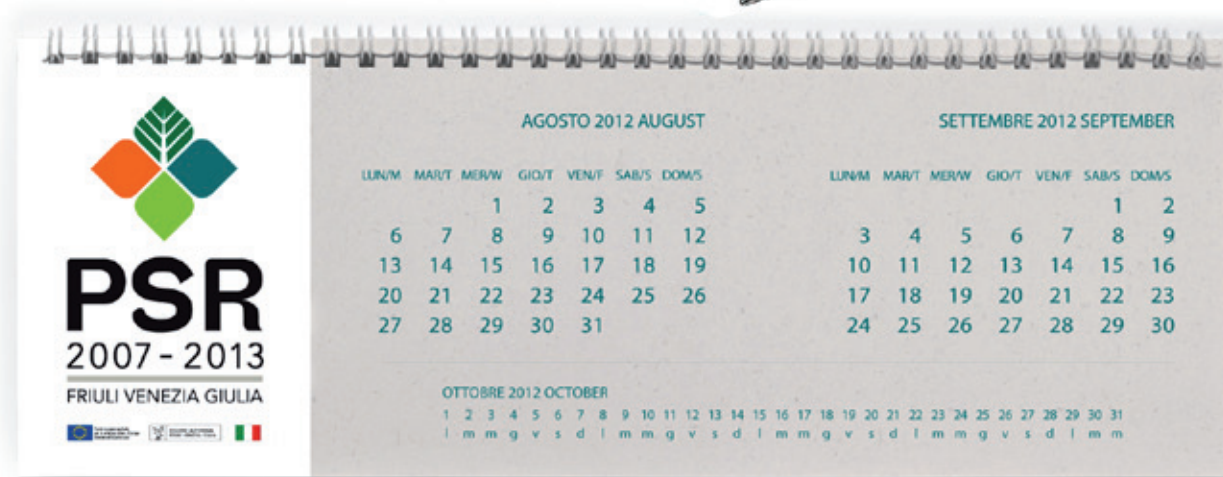 PSR
2007 - 2013
FRIULI VENEZIA GIULIA
AGOSTO 2012 AUGUST
LUN/M MAR/T MER/W GIO/T VEN/F SAB/S DOM/S
1 2 3 4 5
6 7 8 9 10 11 12
13 14 15 16 17 18 19
20 21 22 23 24 25 26
27 28 29 30 31
SETTEMBRE 2012 SEPTEMBER
LUN/M MAR/T MER/W GIO/T VEN/F SAB/S DOM/S
1 2
3 4 5 6 7 8 9
10 11 12 13 14 15 16
17 18 19 20 21 22 23
24 25 26 27 28 29 30
OTTOBRE 2012 OCTOBER
1 2 3 4 5 6 7 8 9 10 11 12 13 14 15 16 17 18 19 20 21 22 23 24 25 26 27 28 29 30 31
l m m g v s d l m m g v s d l m m g v s d l m m g v s d l m m